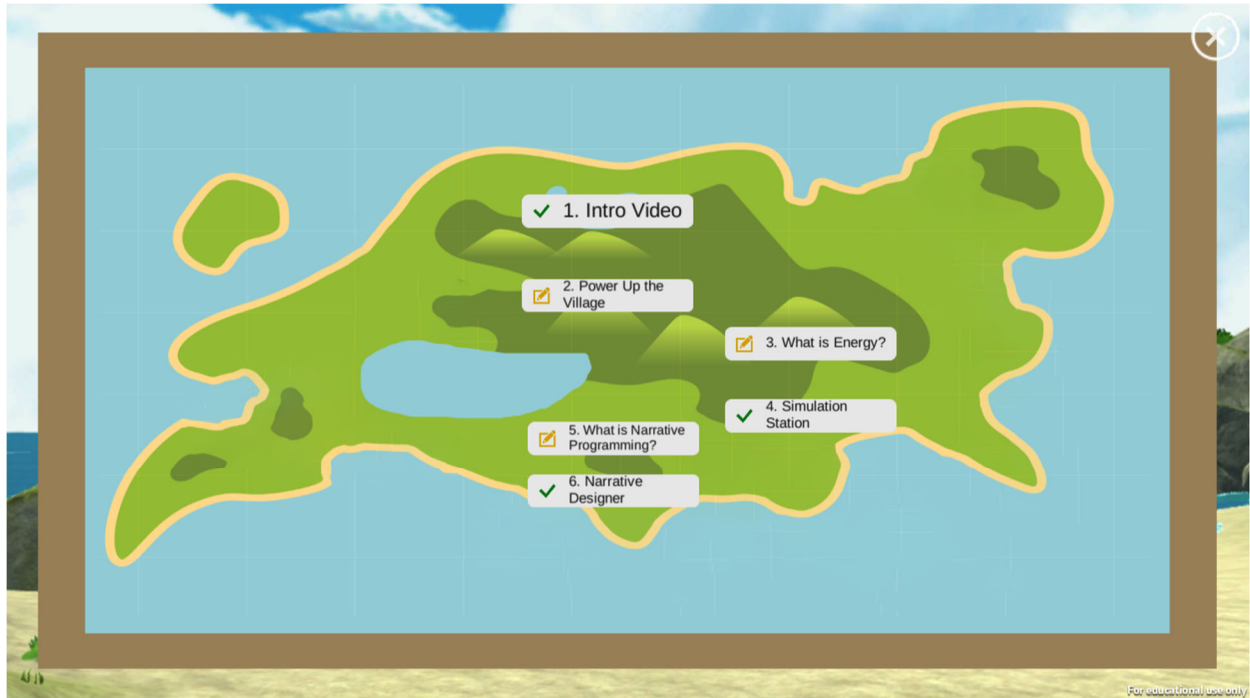 1. Intro Video
2. Power Up the
Village
3. What is Energy?
4. Simulation
Station
5. What is Narrative
Programming?
6. Narrative
Designer
For educational use only